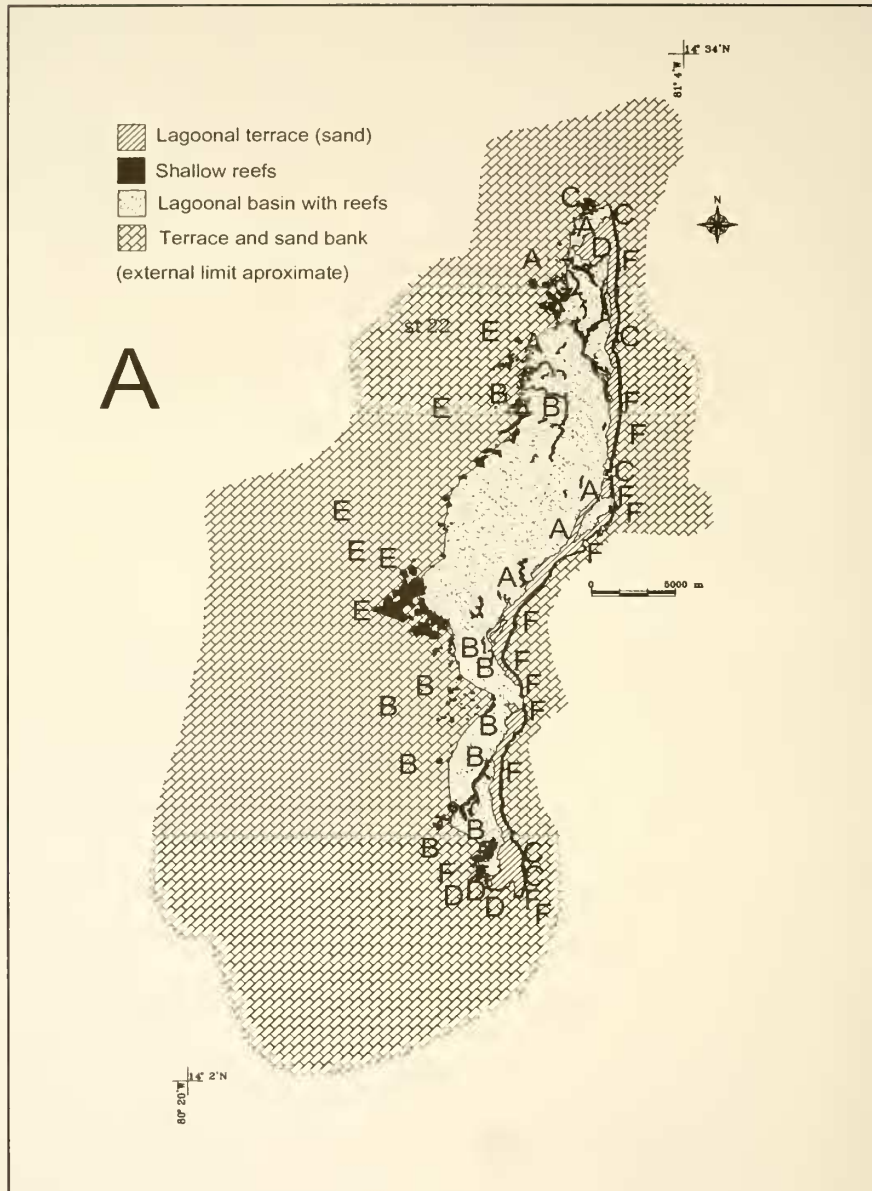 14° 34'N
81° 4'W
Lagoonal terrace (sand)
Shallow reefs
Lagoonal basin with reefs
Terrace and sand bank
(external limit aproximate)
N
A
C
C
A
D
A
F
st 22
E
C
A
B
E
B
F
F
C
A
F
E
F
A
E
E
F
0
5000 m
A
E
F
B
B
F
B
F
B
F
B
B
B
F
B
B
C
F
C
D
D
F
D
F
14° 2'N
80° 20'W